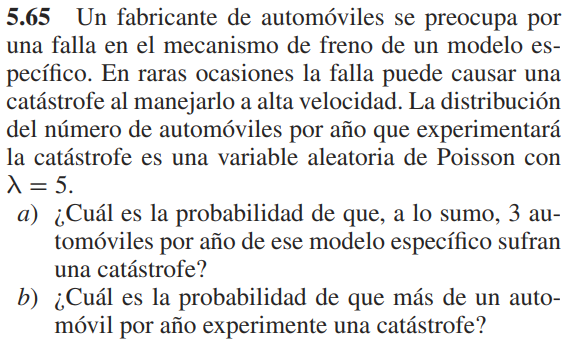 5.65 Un fabricante de automóviles se preocupa por
una falla en el mecanismo de freno de un modelo es-
pecífico. En raras ocasiones la falla puede causar una
catástrofe al manejarlo a alta velocidad. La distribución
del número de automóviles por año que experimentará
la catástrofe es una variable aleatoria de Poisson con
λ = 5.
a) ¿Cuál es la probabilidad de que, a lo sumo, 3 au-
tomóviles por año de ese modelo específico sufran
una catástrofe?
b) ¿Cuál es la probabilidad de que más de un auto-
móvil por año experimente una catástrofe?